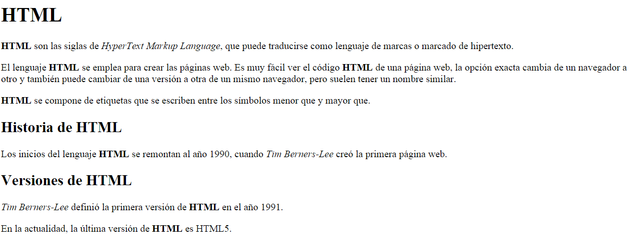 HTML
HTML son las siglas de HyperText Markup Language, que puede traducirse como lenguaje de marcas o marcado de hipertexto.
El lenguaje HTML se emplea para crear las páginas web. Es muy fácil ver el código HTML de una página web, la opción exacta cambia de un navegador a
otro y también puede cambiar de una versión a otra de un mismo navegador, pero suelen tener un nombre similar.
HTML se compone de etiquetas que se escriben entre los símbolos menor que y mayor que.
Historia de HTML
Los inicios del lenguaje HTML se remontan al año 1990, cuando Tim Berners-Lee creó la primera página web.
Versiones de HTML
Tim Berners-Lee definió la primera versión de HTML en el año 1991.
En la actualidad, la última versión de HTML es HTML5.